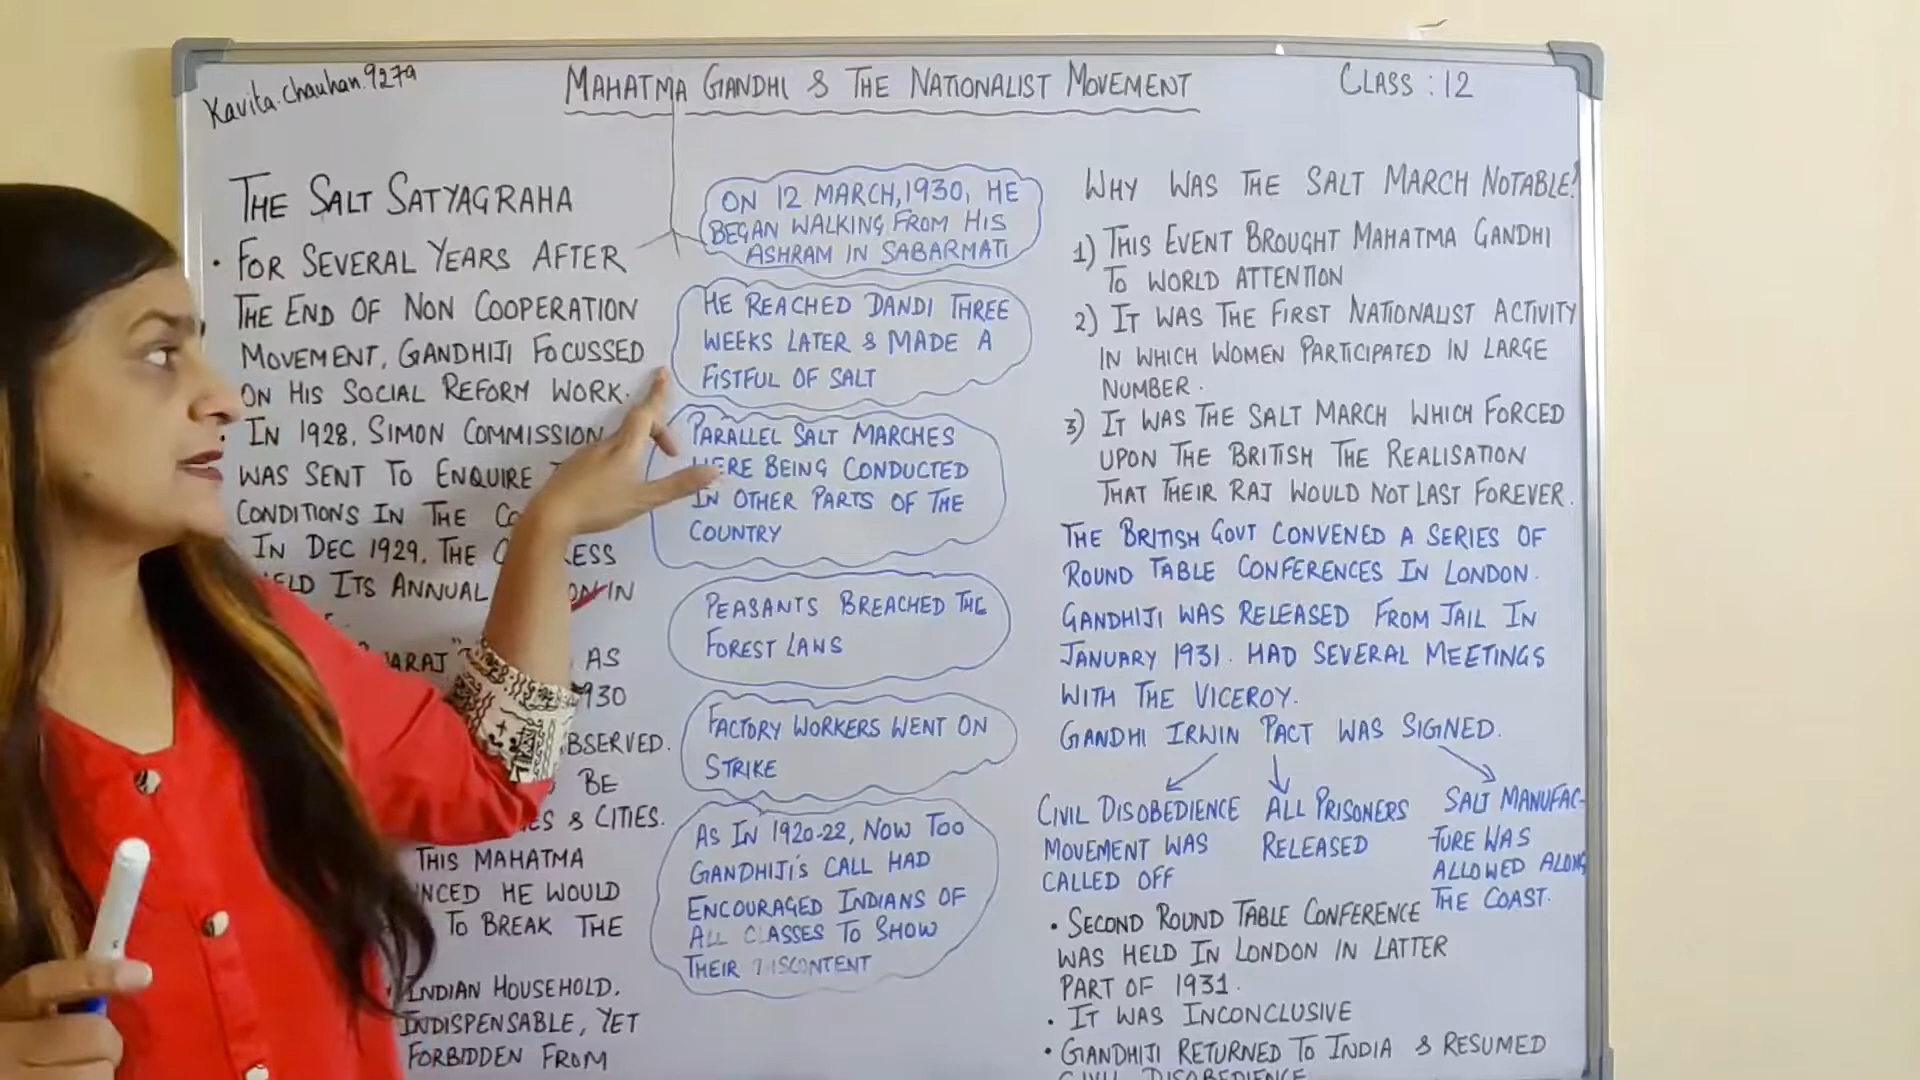 Kavita.Chauhan.9279
MAHATMA GANDHI & THE NATIONALIST MOVEMENT
CLASS : 12
THE SALT SATYAGRAHA
• FOR SEVERAL YEARS AFTER
THE END OF NON COOPERATION
MOVEMENT, GANDHIJI FOCUSSED
ON HIS SOCIAL REFORM WORK.
• IN 1928, SIMON COMMISSION
WAS SENT TO ENQUIRE
CONDITIONS IN THE
IN DEC 1929, THE
ITS ANNUAL IN
AS
BE
& CITIES.
THIS MAHATMA
HE WOULD
TO BREAK THE
INDIAN HOUSEHOLD,
INDISPENSABLE, YET
FORBIDDEN FROM
ON 12 MARCH, 1930, HE
BEGAN WALKING FROM HIS
ASHRAM IN SABARMATI
HE REACHED DANDI THREE
WEEKS LATER & MADE A
FISTFUL OF SALT
PARALLEL SALT MARCHES
WERE BEING CONDUCTED
IN OTHER PARTS OF THE
COUNTRY
PEASANTS BREACHED THE
FOREST LAWS
FACTORY WORKERS WENT ON
STRIKE
AS IN 1920-22, NOW TOO
GANDHIJI'S CALL HAD
ENCOURAGED INDIANS OF
ALL CLASSES TO SHOW
THEIR DISCONTENT
WHY WAS THE SALT MARCH NOTABLE?
1) THIS EVENT BROUGHT MAHATMA GANDHI
TO WORLD ATTENTION
2) IT WAS THE FIRST NATIONALIST ACTIVITY
IN WHICH WOMEN PARTICIPATED IN LARGE
NUMBER.
3) IT WAS THE SALT MARCH WHICH FORCED
UPON THE BRITISH THE REALISATION
THAT THEIR RAJ WOULD NOT LAST FOREVER.
THE BRITISH GOVT CONVENED A SERIES OF
ROUND TABLE CONFERENCES IN LONDON.
GANDHIJI WAS RELEASED FROM JAIL IN
JANUARY 1931. HAD SEVERAL MEETINGS
WITH THE VICEROY.
GANDHI IRWIN PACT WAS SIGNED.
CIVIL DISOBEDIENCE
MOVEMENT WAS
CALLED OFF
ALL PRISONERS
RELEASED
SALT MANUFAC-
TURE WAS
ALLOWED ALONG
THE COAST.
• SECOND ROUND TABLE CONFERENCE
WAS HELD IN LONDON IN LATTER
PART OF 1931.
• IT WAS INCONCLUSIVE
• GANDHIJI RETURNED TO INDIA & RESUMED
CIVIL DISOBEDIENCE